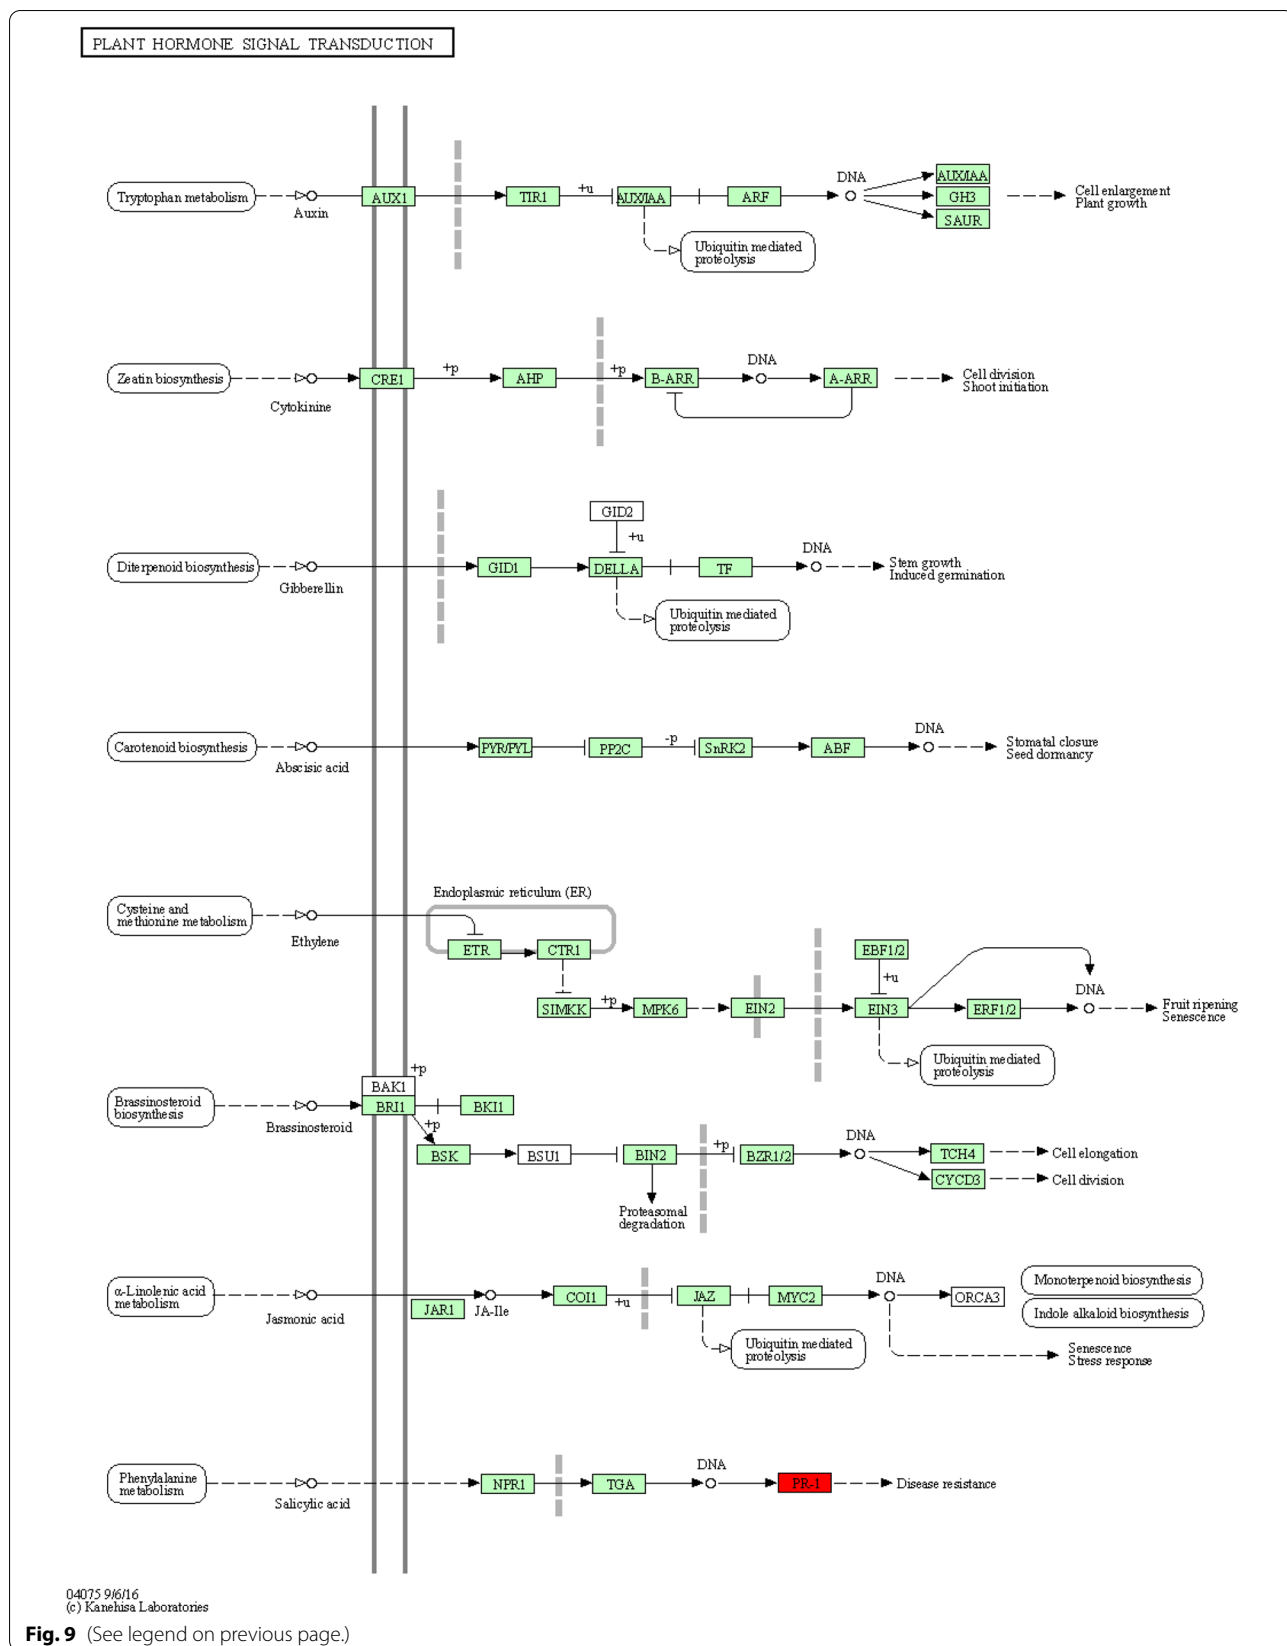 PLANT HORMONE SIGNAL TRANSDUCTION
Tryptophan metabolism
Auxin
AUX1
TIR1
+u
AUX/IAA
ARF
DNA
AUX/IAA
GH3
SAUR
Cell enlargement
Plant growth
Ubiquitin mediated
proteolysis
Zeatin biosynthesis
Cytokinine
CRE1
+p
AHP
+p
B-ARR
DNA
A-ARR
Cell division
Shoot initiation
GID2
+u
Diterpenoid biosynthesis
Gibberellin
GID1
DELLA
TF
DNA
Stem growth
Induced germination
Ubiquitin mediated
proteolysis
Carotenoid biosynthesis
Abscisic acid
PYR/PYL
PP2C
-p
SnRK2
ABF
DNA
Stomatal closure
Seed dormancy
Endoplasmic reticulum (ER)
Cysteine and
methionine metabolism
Ethylene
ETR
CTR1
EBF1/2
+u
SIMKK
+p
MPK6
EIN2
EIN3
ERF1/2
DNA
Fruit ripening
Senescence
Ubiquitin mediated
proteolysis
Brassinosteroid
biosynthesis
Brassinosteroid
BAK1
+p
BRI1
BKI1
+p
BSK
BSU1
BIN2
+p
BZR1/2
DNA
TCH4
Cell elongation
CYCD3
Cell division
Proteasomal
degradation
α-Linolenic acid
metabolism
Jasmonic acid
JAR1
JA-Ile
COI1
+u
JAZ
MYC2
DNA
ORCA3
Monoterpenoid biosynthesis
Indole alkaloid biosynthesis
Ubiquitin mediated
proteolysis
Senescence
Stress response
Phenylalanine
metabolism
Salicylic acid
NPR1
TGA
DNA
PR-1
Disease resistance
04075 9/6/16
(c) Kanehisa Laboratories
Fig. 9 (See legend on previous page.)